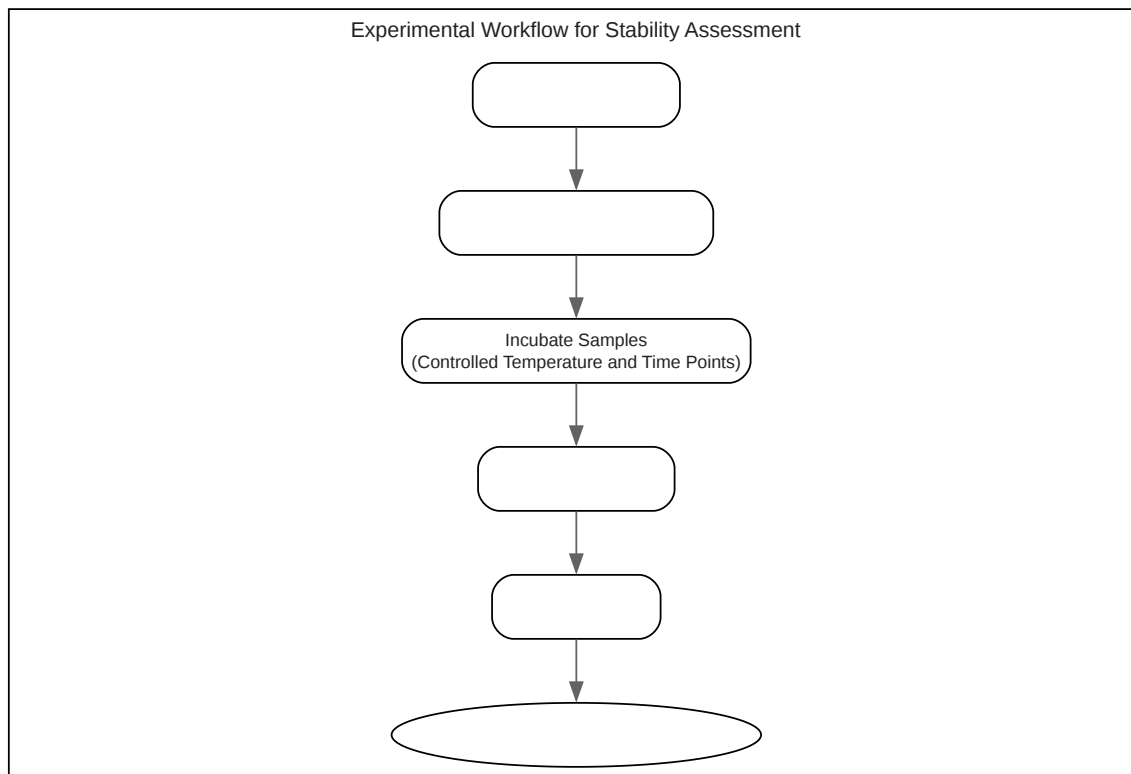 Experimental Workflow for Stability Assessment
Incubate Samples
(Controlled Temperature and Time Points)